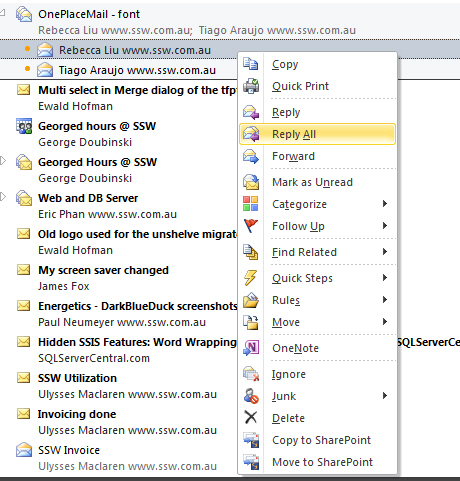 OnePlaceMail - font
Rebecca Liu www.ssw.com.au; Tiago Araujo www.ssw.com.au
Rebecca Liu www.ssw.com.au
Tiago Araujo www.ssw.com.au
Multi select in Merge dialog of the tfpt
Ewald Hofman
Georged hours @ SSW
George Doubinski
Georged Hours @ SSW
George Doubinski
Web and DB Server
Eric Phan www.ssw.com.au
Old logo used for the unshelve migrat
Ewald Hofman
My screen saver changed
James Fox
Energetics - DarkBlueDuck screenshots
Paul Neumeyer www.ssw.com.au
Hidden SSIS Features: Word Wrapping SQLServerCe
SQLServerCentral.com
SSW Utilization
Ulysses Maclaren www.ssw.com.au
Invoicing done
Ulysses Maclaren www.ssw.com.au
SSW Invoice
Ulysses Maclaren www.ssw.com.au
Copy
Quick Print
Reply
Reply All
Forward
Mark as Unread
Categorize
Follow Up
Find Related
Quick Steps
Rules
Move
OneNote
Ignore
Junk
Delete
Copy to SharePoint
Move to SharePoint